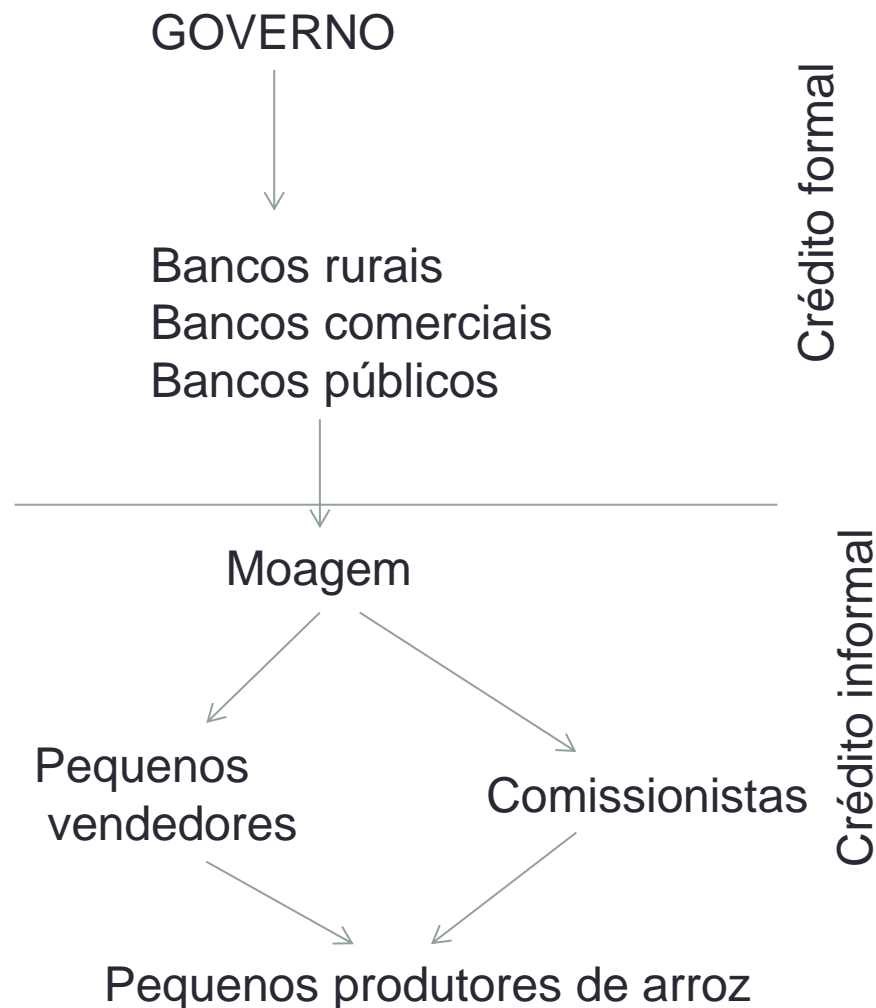 GOVERNO
Crédito formal
Bancos rurais
Bancos comerciais
Bancos públicos
Moagem
Crédito informal
Pequenos
vendedores
Comissionistas
Pequenos produtores de arroz